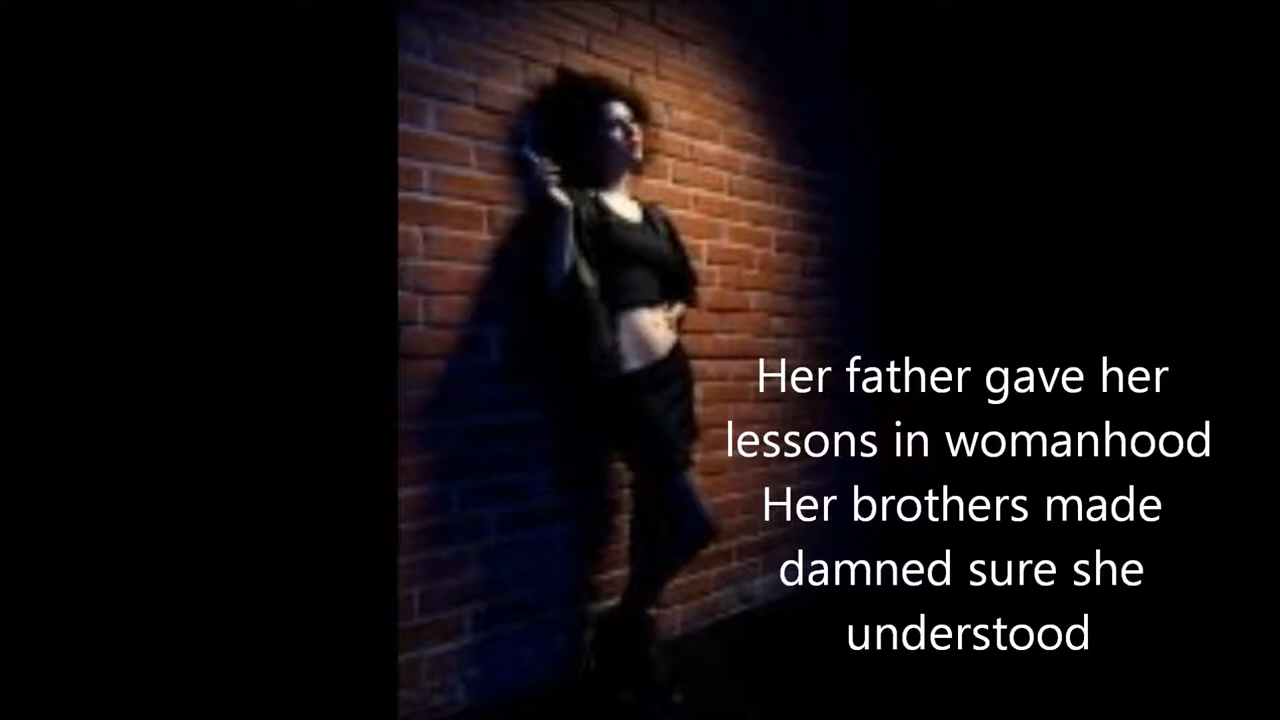 Her father gave her
lessons in womanhood
Her brothers made
damned sure she
understood